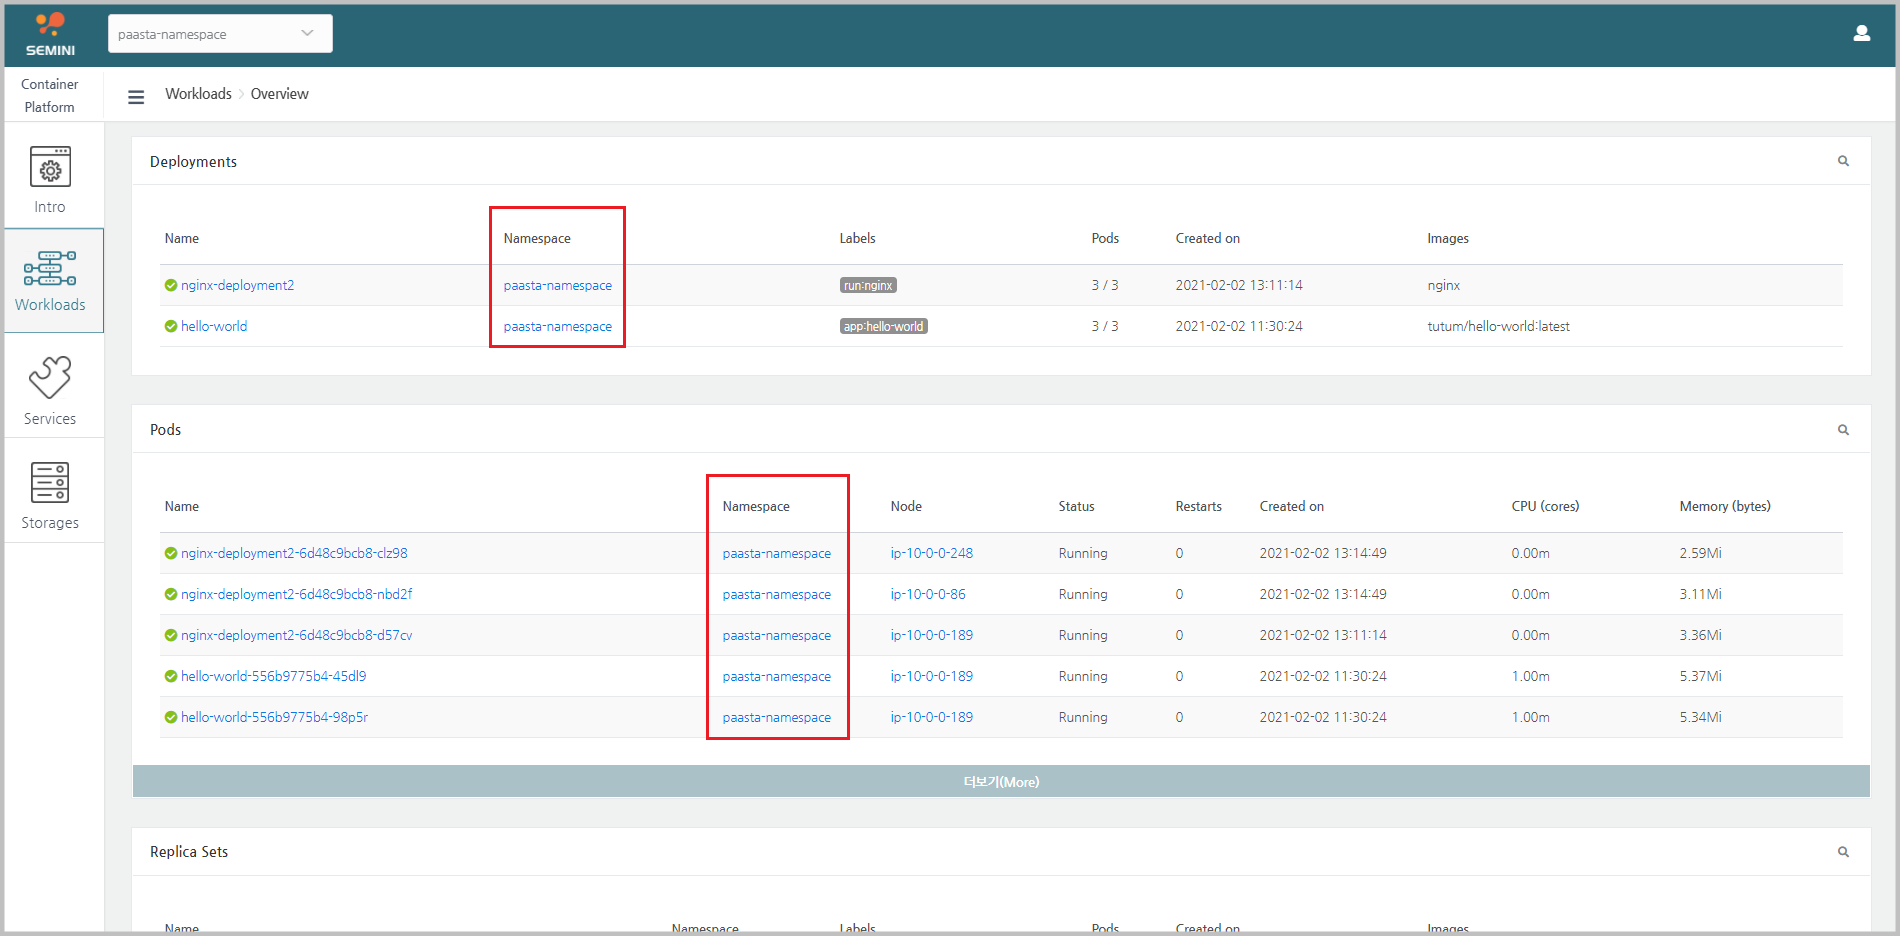 SEMINI
paasta-namespace
Container
Platform
Workloads > Overview
Intro
Workloads
Services
Storages
Deployments
Name Namespace Labels Pods Created on Images
nginx-deployment2 paasta-namespace run:nginx 3 / 3 2021-02-02 13:11:14 nginx
hello-world paasta-namespace app:hello-world 3 / 3 2021-02-02 11:30:24 tutum/hello-world:latest
Pods
Name Namespace Node Status Restarts Created on CPU (cores) Memory (bytes)
nginx-deployment2-6d48c9bcb8-clz98 paasta-namespace ip-10-0-0-248 Running 0 2021-02-02 13:14:49 0.00m 2.59Mi
nginx-deployment2-6d48c9bcb8-nbd2f paasta-namespace ip-10-0-0-86 Running 0 2021-02-02 13:14:49 0.00m 3.11Mi
nginx-deployment2-6d48c9bcb8-d57cv paasta-namespace ip-10-0-0-189 Running 0 2021-02-02 13:11:14 0.00m 3.36Mi
hello-world-556b9775b4-45dl9 paasta-namespace ip-10-0-0-189 Running 0 2021-02-02 11:30:24 1.00m 5.37Mi
hello-world-556b9775b4-98p5r paasta-namespace ip-10-0-0-189 Running 0 2021-02-02 11:30:24 1.00m 5.34Mi
더보기(More)
Replica Sets
Name Namespace Labels Pods Created on Images